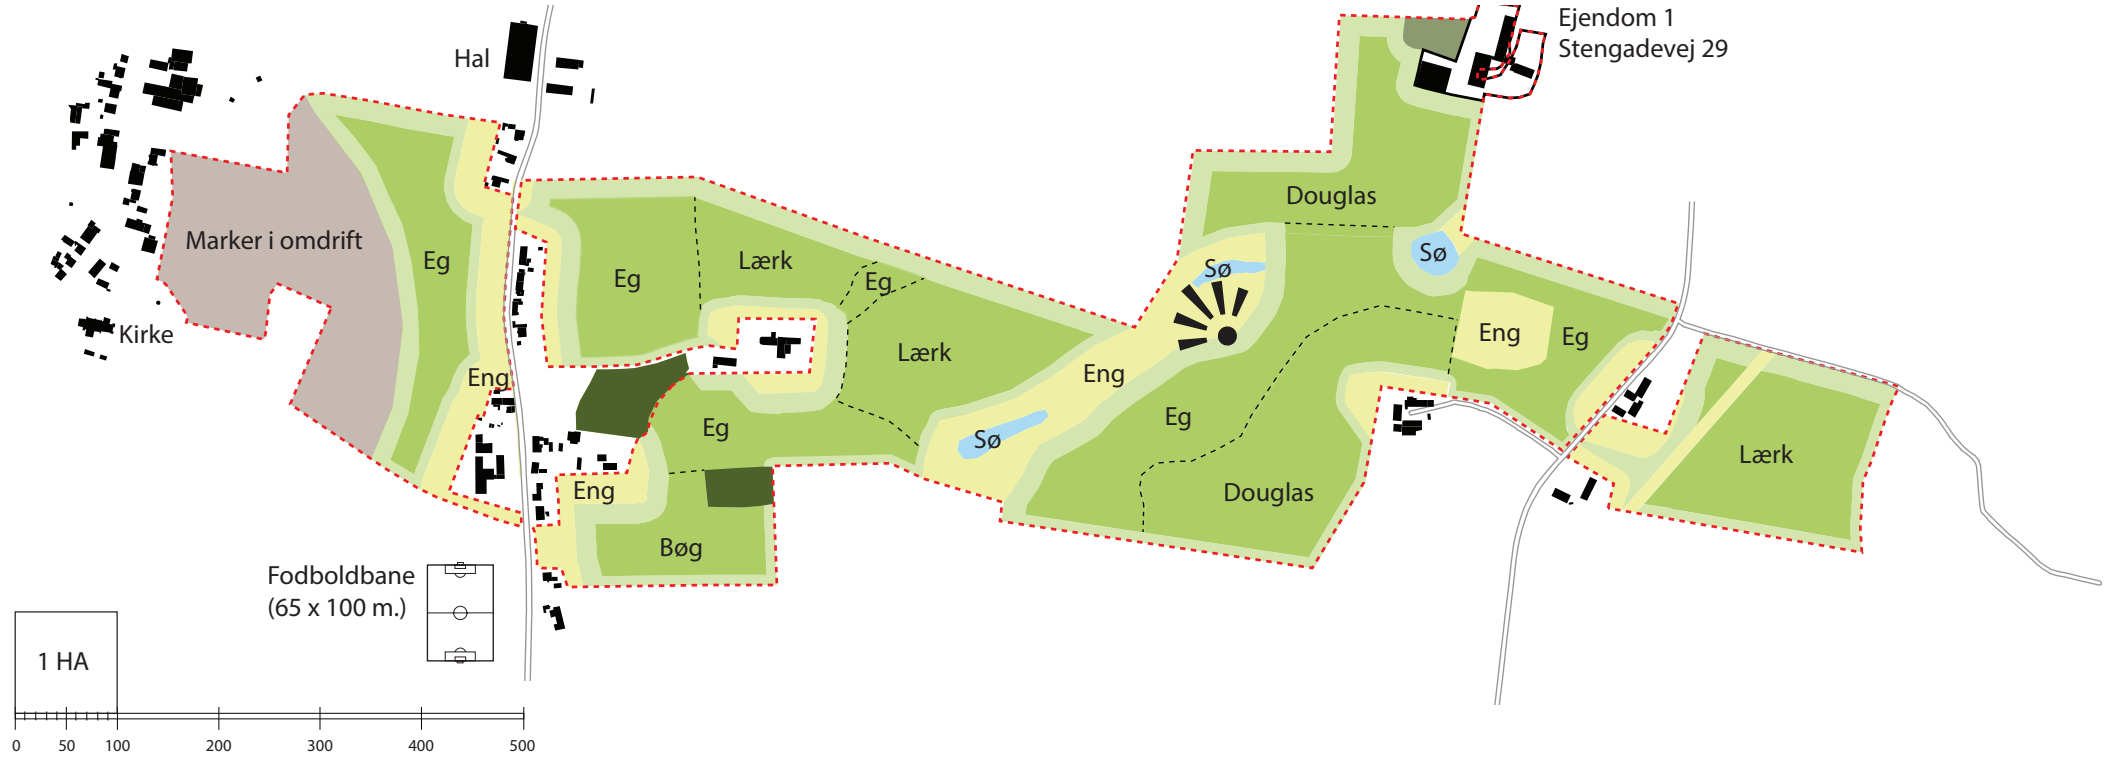 Ejendom 1
Stengadevej 29
Hal
Marker i omdrift
Kirke
Eg
Eng
Eg
Lærk
Eg
Lærk
Eg
Eng
Bøg
Sø
Eng
Sø
Douglas
Sø
Eng
Eg
Eg
Douglas
Lærk
Fodboldbane
(65 x 100 m.)
1 HA
0 50 100 200 300 400 500